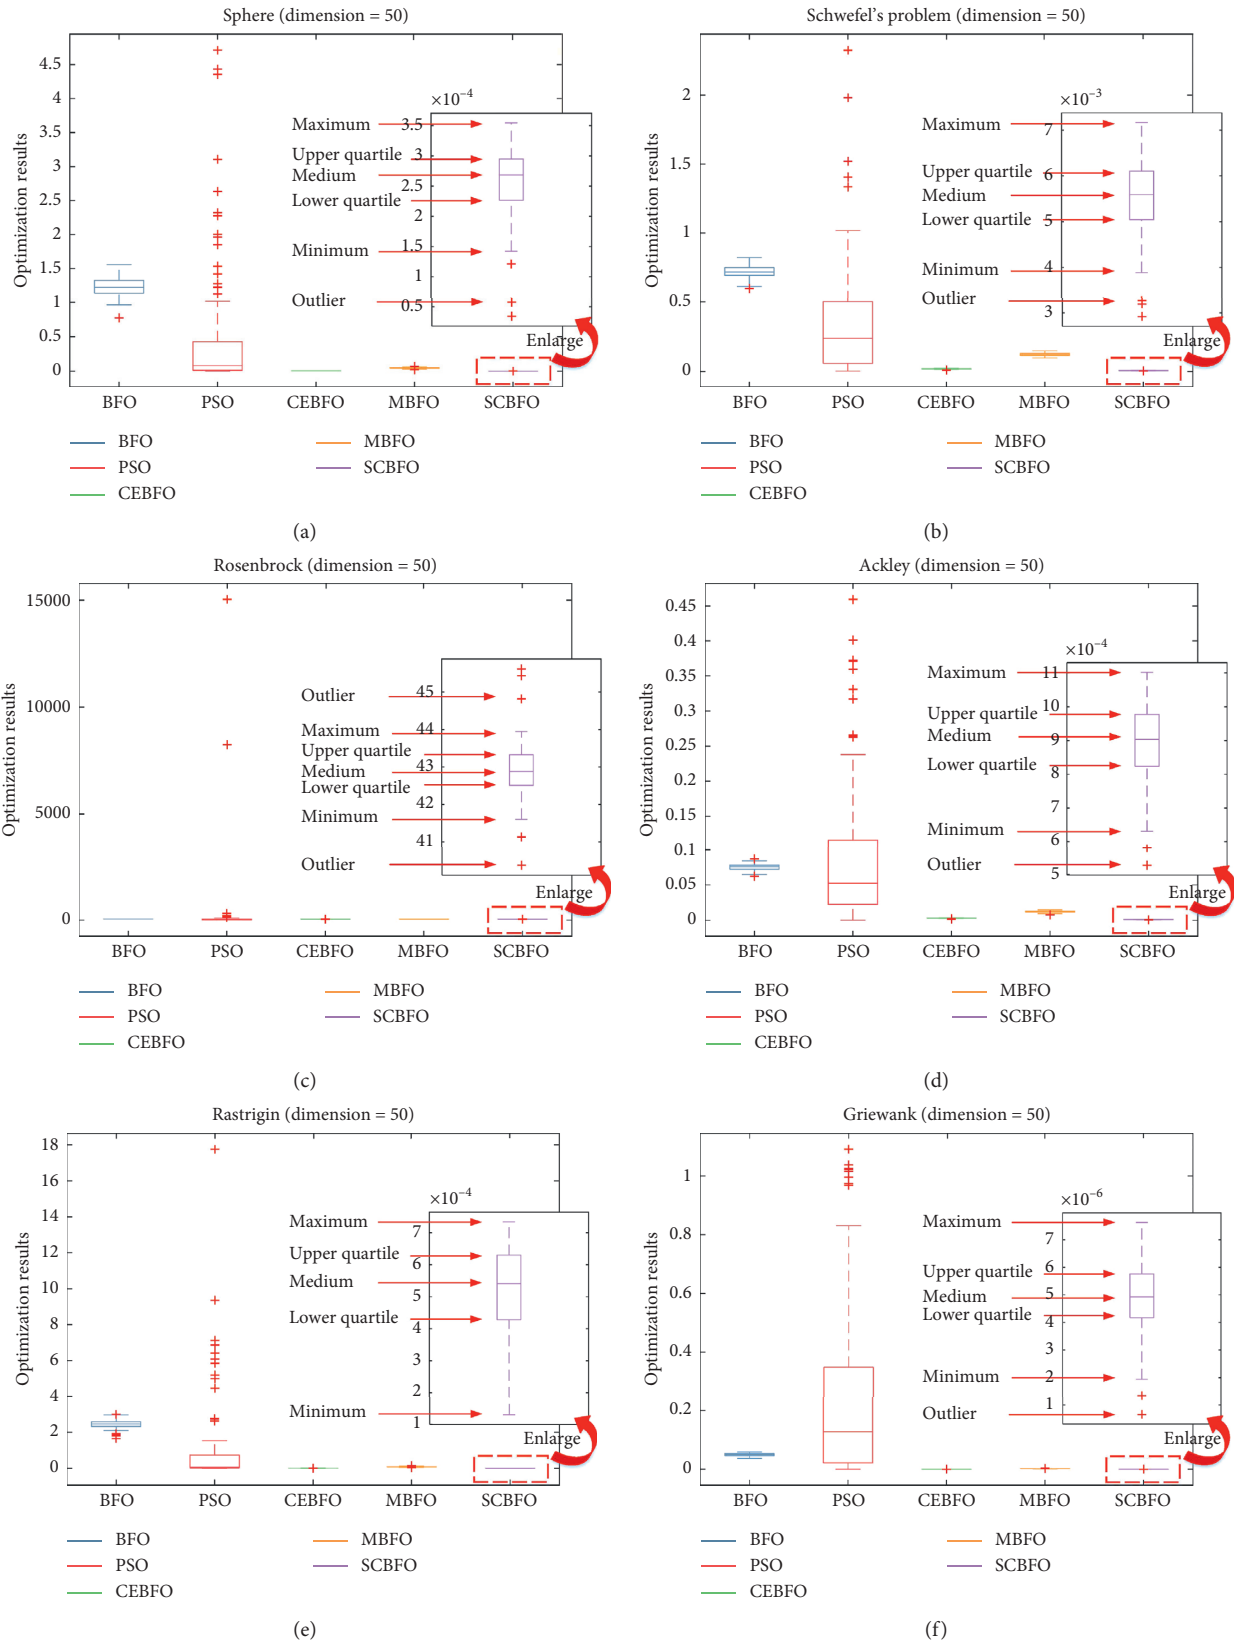 Sphere (dimension = 50)
Optimization results
4.5
4
3.5
3
2.5
2
1.5
1
0.5
0
×10⁻⁴
3.5
3
2.5
2
1.5
1
0.5
Maximum
Upper quartile
Medium
Lower quartile
Minimum
Outlier
Enlarge
BFO PSO CEBFO MBFO SCBFO
BFO
PSO
CEBFO
MBFO
SCBFO
(a)
Schwefel's problem (dimension = 50)
Optimization results
2
1.5
1
0.5
0
×10⁻³
7
6
5
4
3
Maximum
Upper quartile
Medium
Lower quartile
Minimum
Outlier
Enlarge
BFO PSO CEBFO MBFO SCBFO
BFO
PSO
CEBFO
MBFO
SCBFO
(b)
Rosenbrock (dimension = 50)
Optimization results
15000
10000
5000
0
45
44
43
42
41
Outlier
Maximum
Upper quartile
Medium
Lower quartile
Minimum
Outlier
Enlarge
BFO PSO CEBFO MBFO SCBFO
BFO
PSO
CEBFO
MBFO
SCBFO
(c)
Ackley (dimension = 50)
Optimization results
0.45
0.4
0.35
0.3
0.25
0.2
0.15
0.1
0.05
0
×10⁻⁴
11
10
9
8
7
6
5
Maximum
Upper quartile
Medium
Lower quartile
Minimum
Outlier
Enlarge
BFO PSO CEBFO MBFO SCBFO
BFO
PSO
CEBFO
MBFO
SCBFO
(d)
Rastrigin (dimension = 50)
Optimization results
18
16
14
12
10
8
6
4
2
0
×10⁻⁴
7
6
5
4
3
2
1
Maximum
Upper quartile
Medium
Lower quartile
Minimum
Enlarge
BFO PSO CEBFO MBFO SCBFO
BFO
PSO
CEBFO
MBFO
SCBFO
(e)
Griewank (dimension = 50)
Optimization results
1
0.8
0.6
0.4
0.2
0
×10⁻⁶
7
6
5
4
3
2
1
Maximum
Upper quartile
Medium
Lower quartile
Minimum
Outlier
Enlarge
BFO PSO CEBFO MBFO SCBFO
BFO
PSO
CEBFO
MBFO
SCBFO
(f)